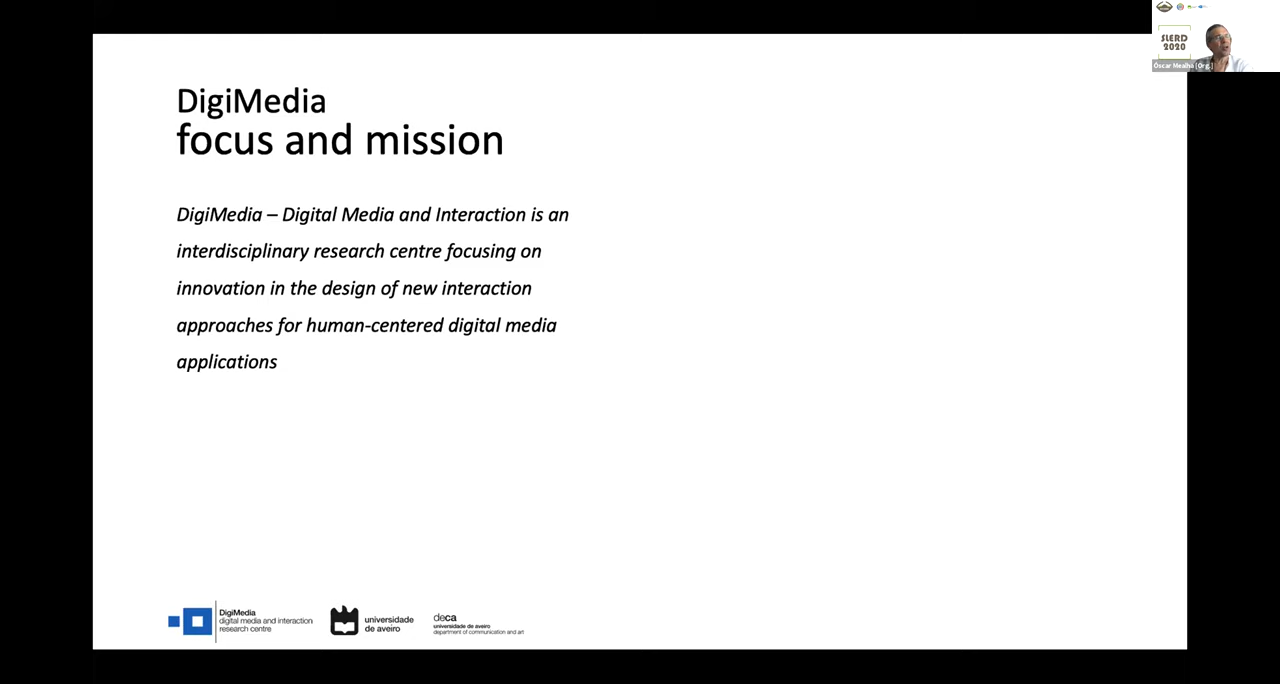 DigiMedia
focus and mission
DigiMedia – Digital Media and Interaction is an
interdisciplinary research centre focusing on
innovation in the design of new interaction
approaches for human-centered digital media
applications
DigiMedia
digital media and interaction
research centre
universidade
de aveiro
deca
universidade de aveiro
department of communication and art
SLERD
2020
Óscar Mealha [Org.]